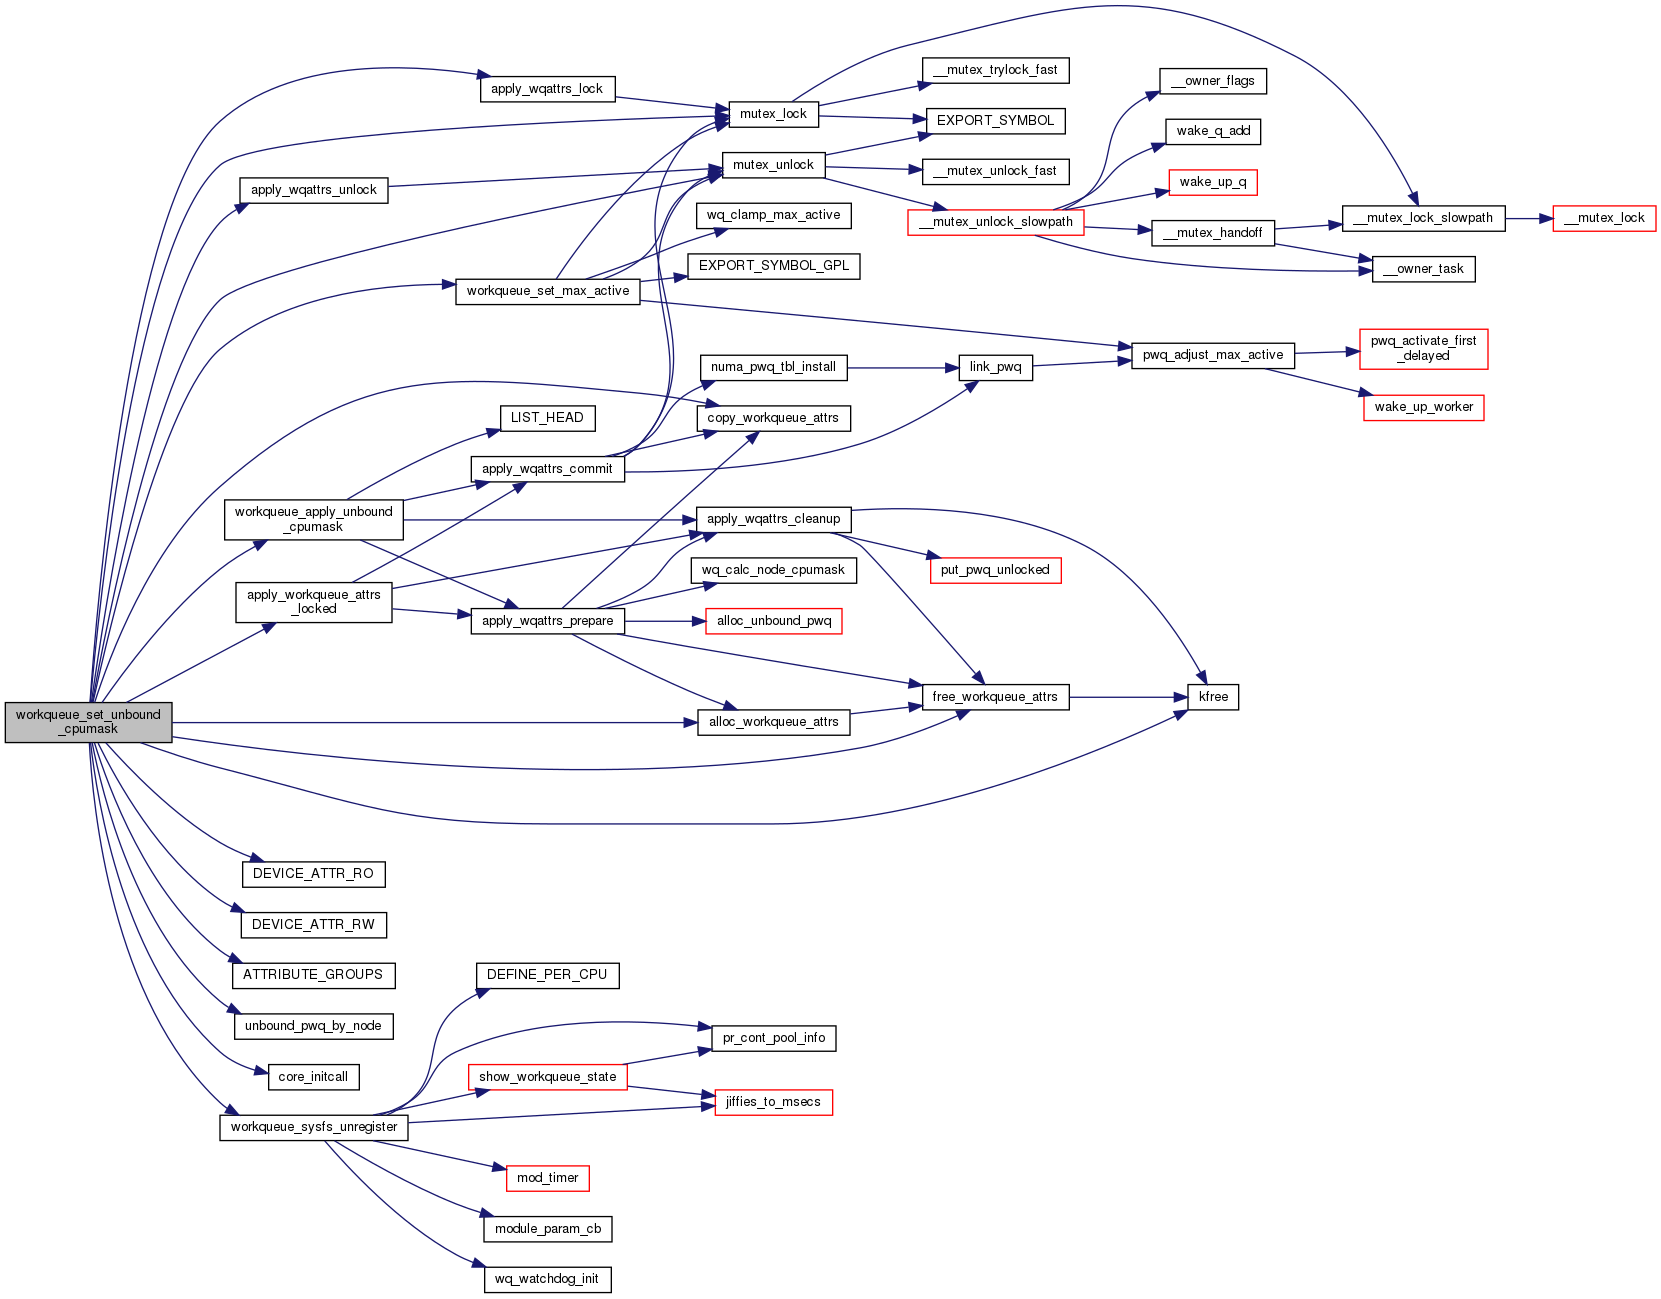 apply_wqattrs_lock
mutex_lock
__mutex_trylock_fast
EXPORT_SYMBOL
__owner_flags
wake_q_add
apply_wqattrs_unlock
mutex_unlock
__mutex_unlock_fast
wake_up_q
wq_clamp_max_active
__mutex_unlock_slowpath
__mutex_handoff
__mutex_lock_slowpath
__mutex_lock
EXPORT_SYMBOL_GPL
__owner_task
workqueue_set_max_active
pwq_adjust_max_active
pwq_activate_first
_delayed
numa_pwq_tbl_install
link_pwq
wake_up_worker
LIST_HEAD
copy_workqueue_attrs
apply_wqattrs_commit
workqueue_apply_unbound
_cpumask
apply_wqattrs_cleanup
wq_calc_node_cpumask
put_pwq_unlocked
apply_workqueue_attrs
_locked
apply_wqattrs_prepare
alloc_unbound_pwq
free_workqueue_attrs
kfree
workqueue_set_unbound
_cpumask
alloc_workqueue_attrs
DEVICE_ATTR_RO
DEVICE_ATTR_RW
ATTRIBUTE_GROUPS
DEFINE_PER_CPU
unbound_pwq_by_node
pr_cont_pool_info
core_initcall
show_workqueue_state
jiffies_to_msecs
workqueue_sysfs_unregister
mod_timer
module_param_cb
wq_watchdog_init